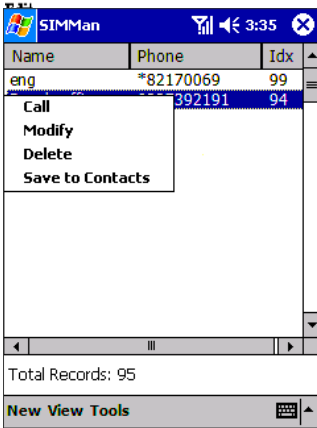 SIMMan 3:35
Name Phone Idx
eng *82170069 99
392191 94
Call
Modify
Delete
Save to Contacts
Total Records: 95
New View Tools